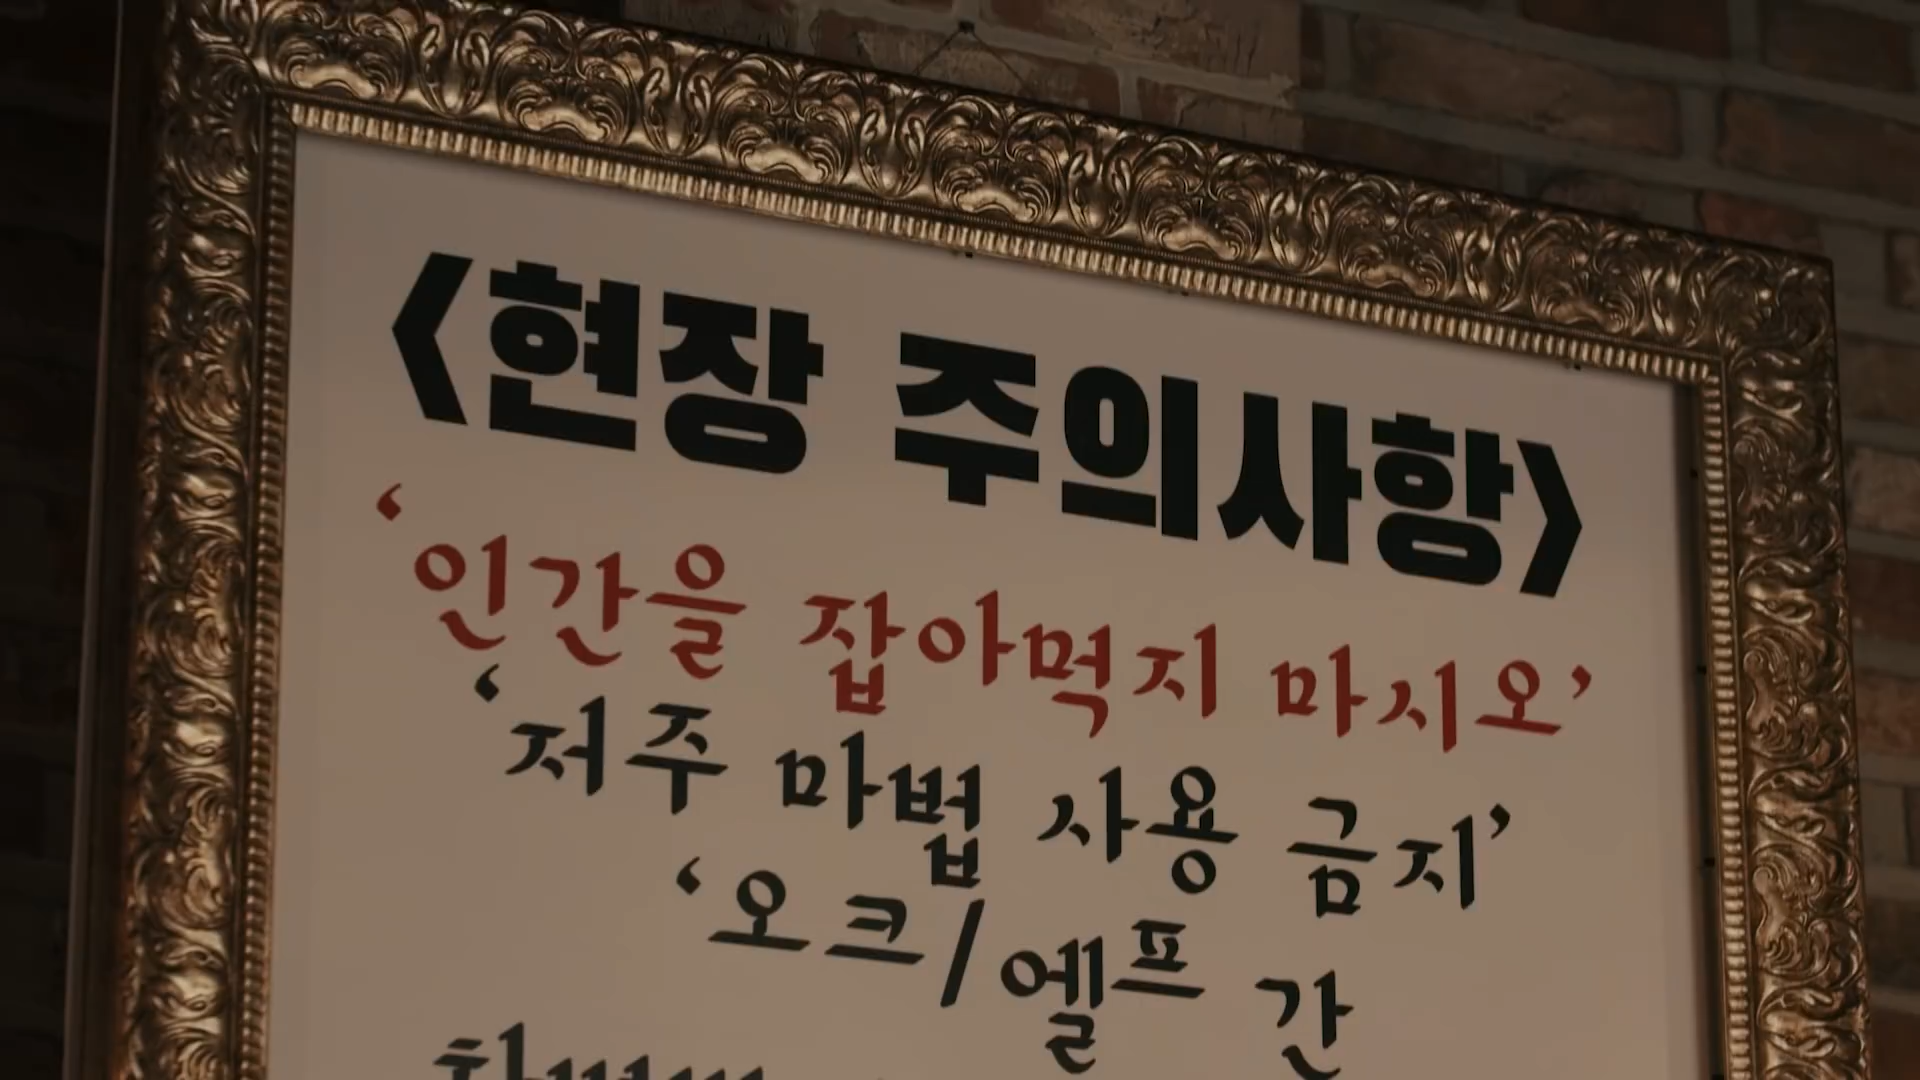 <현장 주의사항>
‘인간을 잡아먹지 마시오’
‘저주 마법 사용 금지’
‘오크/엘프 간